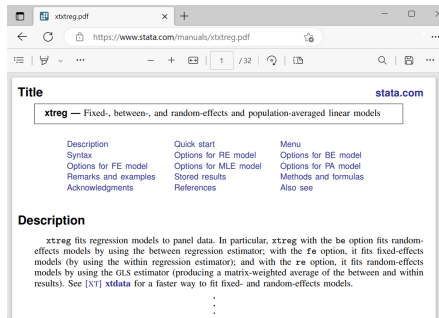 xtxtreg.pdf
https://www.stata.com/manuals/xtxtreg.pdf
1 / 32
Title
stata.com
xtreg — Fixed-, between-, and random-effects and population-averaged linear models
Description Quick start Menu
Syntax Options for RE model Options for BE model
Options for FE model Options for MLE model Options for PA model
Remarks and examples Stored results Methods and formulas
Acknowledgments References Also see
Description
xtreg fits regression models to panel data. In particular, xtreg with the be option fits random-
effects models by using the between regression estimator; with the fe option, it fits fixed-effects
models (by using the within regression estimator); and with the re option, it fits random-effects
models by using the GLS estimator (producing a matrix-weighted average of the between and within
results). See [XT] xtdata for a faster way to fit fixed- and random-effects models.